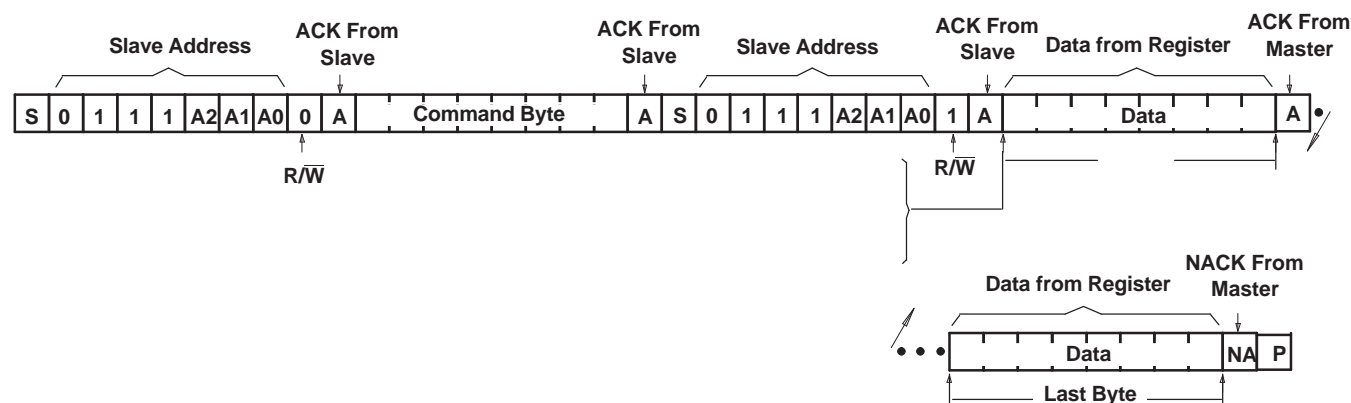 Slave Address
ACK From
Slave
ACK From
Slave
Slave Address
ACK From
Slave
Data from Register
ACK From
Master
S 0 1 1 1 A2 A1 A0 0 A Command Byte A S 0 1 1 1 A2 A1 A0 1 A Data A
R/W̅
R/W̅
Data from Register
NACK From
Master
Data NA P
Last Byte